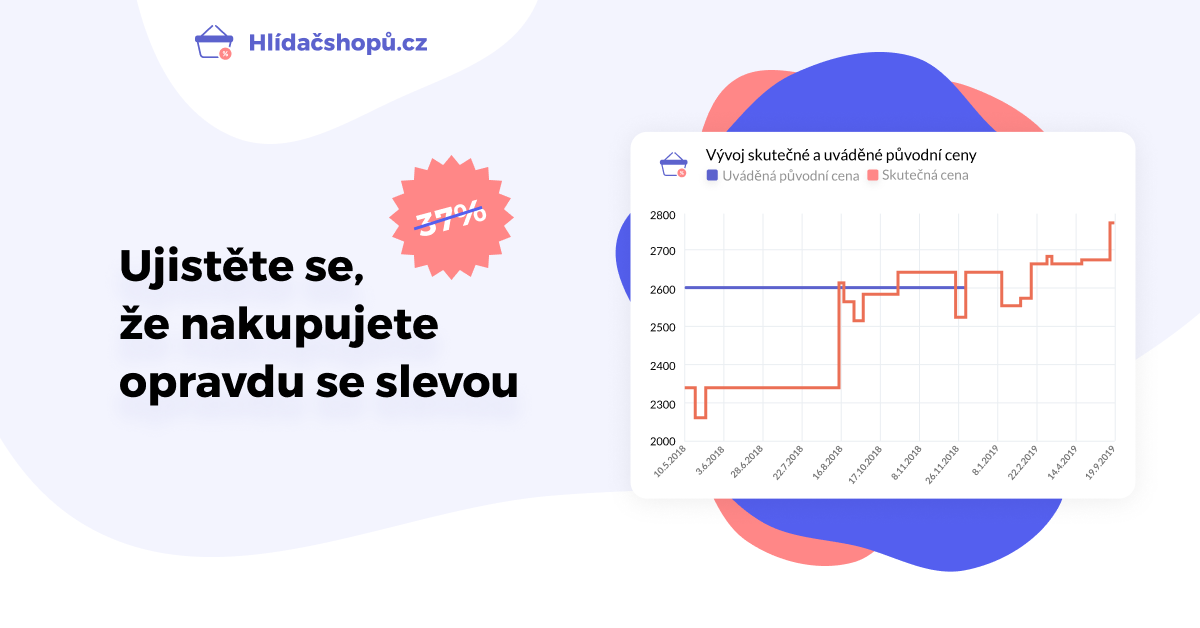 Hlídačshopů.cz
%
37%
Ujistěte se,
že nakupujete
opravdu se slevou
%
Vývoj skutečné a uváděné původní ceny
Uváděná původní cena Skutečná cena
2800
2700
2600
2500
2400
2300
2000
10.5.2018 3.6.2018 28.6.2018 22.7.2018 16.8.2018 17.10.2018 8.11.2018 26.11.2018 8.1.2019 22.2.2019 14.4.2019 19.9.2019